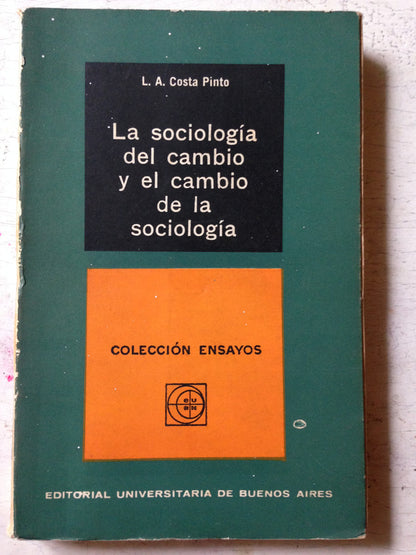 L. A. Costa Pinto
La sociología
del cambio
y el cambio
de la
sociología
COLECCIÓN ENSAYOS
EDITORIAL UNIVERSITARIA DE BUENOS AIRES